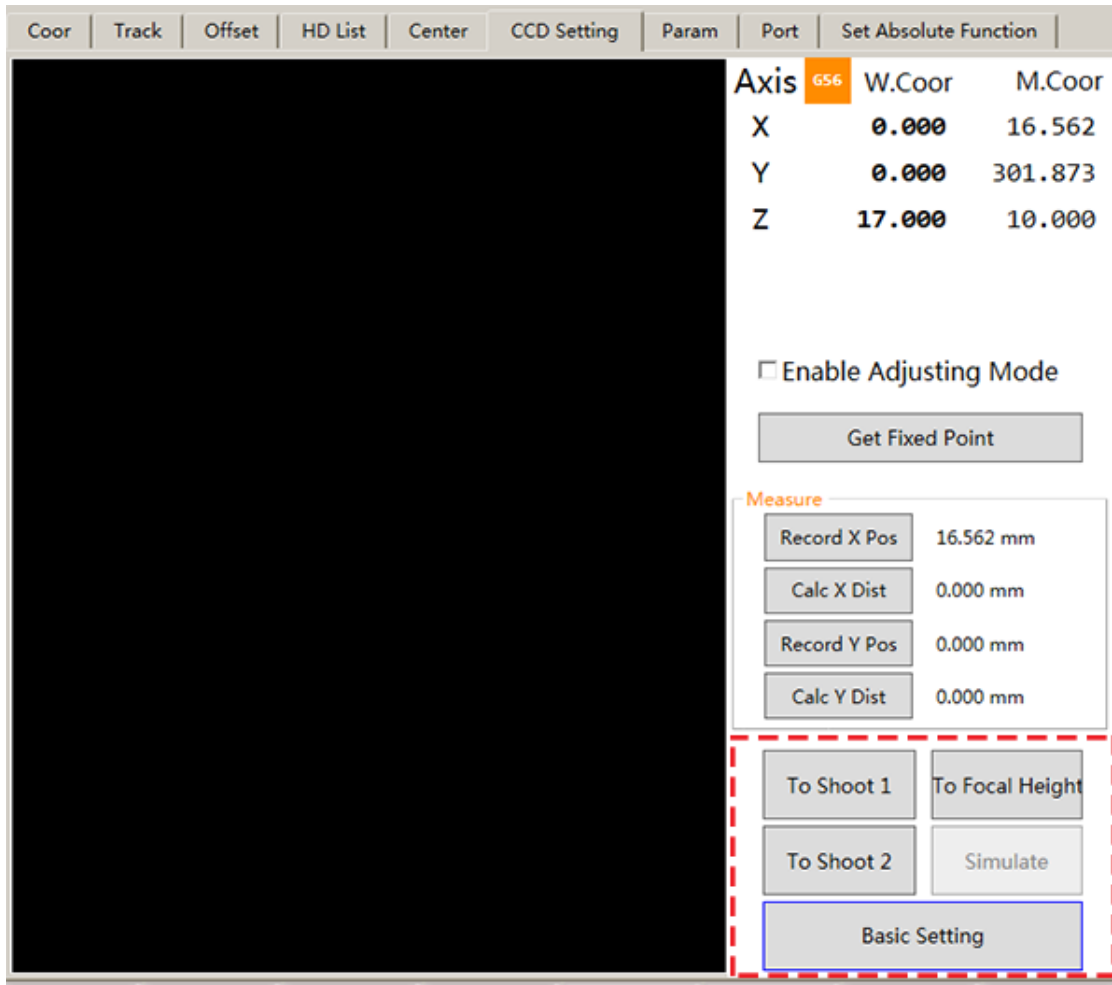 Coor Track Offset HD List Center CCD Setting Param Port Set Absolute Function
Axis G56 W.Coor M.Coor
X 0.000 16.562
Y 0.000 301.873
Z 17.000 10.000
Enable Adjusting Mode
Get Fixed Point
Measure
Record X Pos 16.562 mm
Calc X Dist 0.000 mm
Record Y Pos 0.000 mm
Calc Y Dist 0.000 mm
To Shoot 1 To Focal Height
To Shoot 2 Simulate
Basic Setting